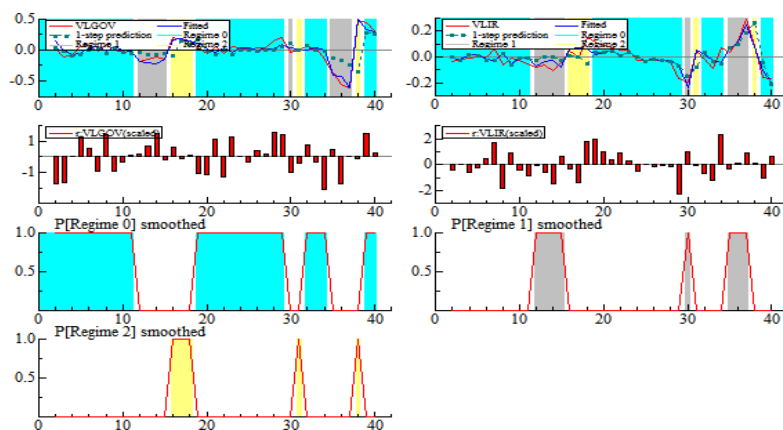 VLGOV Fitted
1-step prediction Regime 0
Regime 1 Regime 2
0.5
0.0
-0.5
0 10 20 30 40
VLIR Fitted
1-step prediction Regime 0
Regime 1 Regime 2
0.2
0.0
-0.2
0 10 20 30 40
r:VLGOV(scaled)
1
-1
0 10 20 30 40
r:VLIR(scaled)
2
0
-2
0 10 20 30 40
P[Regime 0] smoothed
1.0
0.5
0 10 20 30 40
P[Regime 1] smoothed
1.0
0.5
0 10 20 30 40
P[Regime 2] smoothed
1.0
0.5
0 10 20 30 40